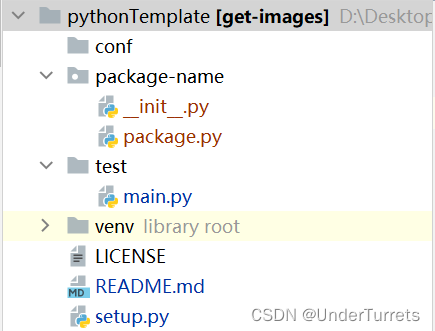 pythonTemplate [get-images] D:\Desktop
conf
package-name
__init__.py
package.py
test
main.py
venv library root
LICENSE
MD README.md
setup.py
CSDN @UnderTurrets